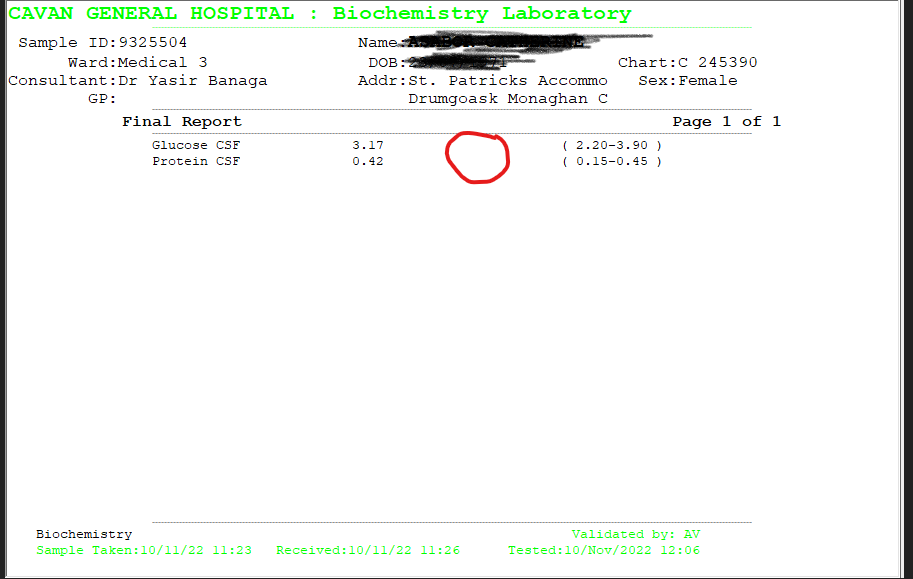 CAVAN GENERAL HOSPITAL : Biochemistry Laboratory
Sample ID:9325504 Name:
Ward:Medical 3 DOB: Chart:C 245390
Consultant:Dr Yasir Banaga Addr:St. Patricks Accommo Sex:Female
GP: Drumgoask Monaghan C
Final Report Page 1 of 1
Glucose CSF 3.17 ( 2.20-3.90 )
Protein CSF 0.42 ( 0.15-0.45 )
Biochemistry Validated by: AV
Sample Taken:10/11/22 11:23 Received:10/11/22 11:26 Tested:10/Nov/2022 12:06